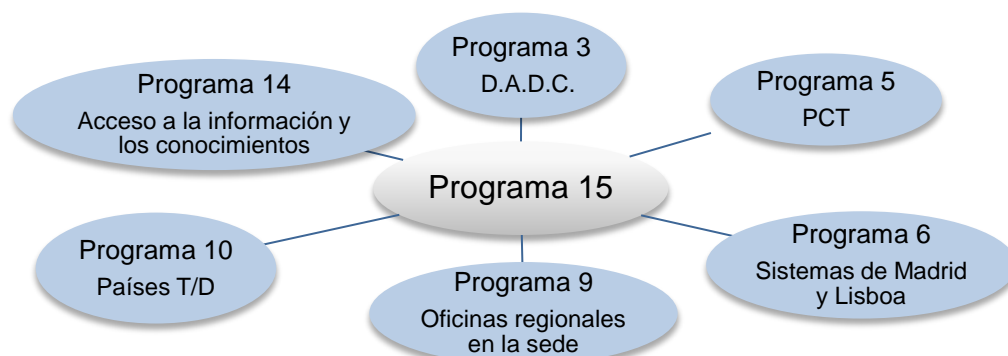 Programa 3
D.A.D.C.
Programa 14
Acceso a la información y
los conocimientos
Programa 5
PCT
Programa 15
Programa 10
Países T/D
Programa 9
Oficinas regionales
en la sede
Programa 6
Sistemas de Madrid
y Lisboa